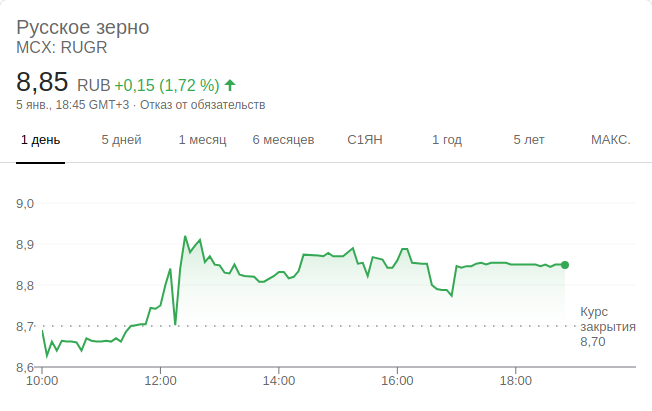 Русское зерно
MCX: RUGR
8,85 RUB +0,15 (1,72 %)
5 янв., 18:45 GMT+3 · Отказ от обязательств
1 день 5 дней 1 месяц 6 месяцев С1ЯН 1 год 5 лет МАКС.
9,0
8,9
8,8
8,7
8,6
Курс
закрытия
8,70
10:00 12:00 14:00 16:00 18:00